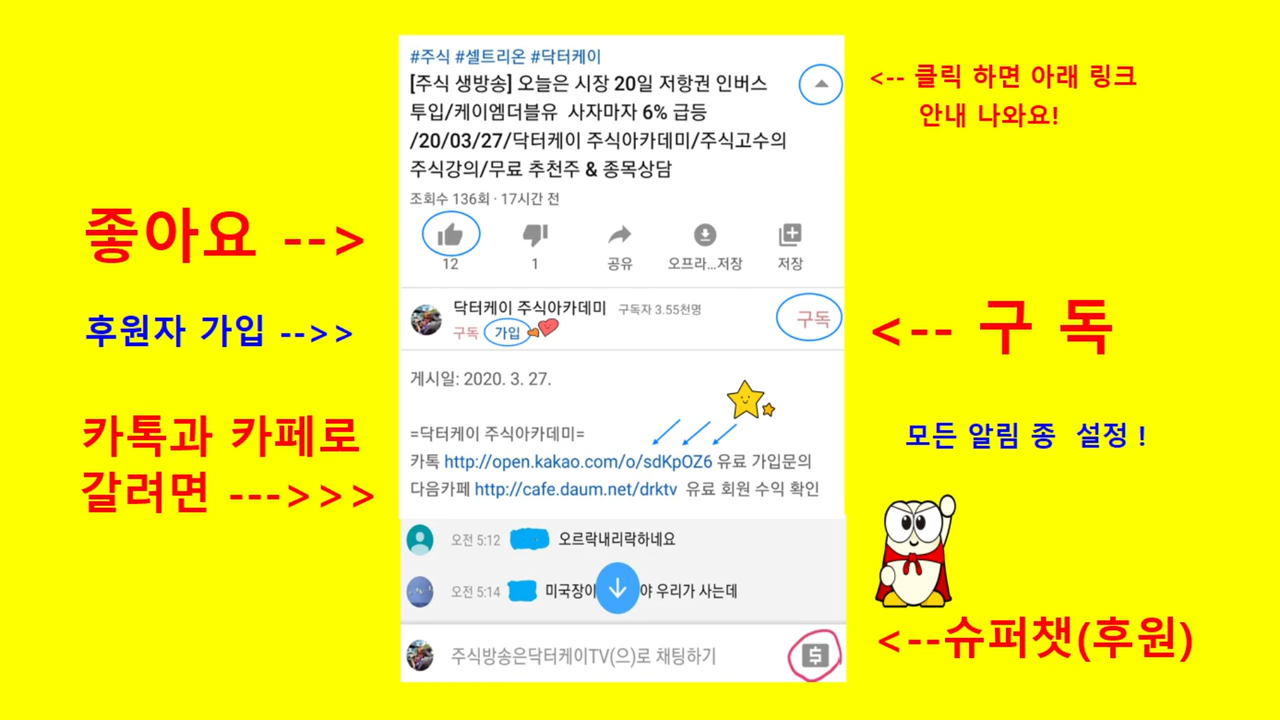 #주식 #셀트리온 #닥터케이
[주식 생방송] 오늘은 시장 20일 저항권 인버스
투입/케이엠더블유 사자마자 6% 급등
/20/03/27/닥터케이 주식아카데미/주식고수의
주식강의/무료 추천주 & 종목상담
조회수 136회 · 17시간 전
12
1
공유
오프라...저장
저장
닥터케이 주식아카데미 구독자 3.55천명
구독 가입
구독
게시일: 2020. 3. 27.
=닥터케이 주식아카데미=
카톡 http://open.kakao.com/o/sdKpOZ6 유료 가입문의
다음카페 http://cafe.daum.net/drktv 유료 회원 수익 확인
오전 5:12 오르락내리락하네요
오전 5:14 미국장이 야 우리가 사는데
주식방송은닥터케이TV(으)로 채팅하기
좋아요 -->
후원자 가입 -->>
카톡과 카페로
갈려면 --->>>
<-- 클릭 하면 아래 링크
안내 나와요!
<-- 구 독
모든 알림 종 설정 !
<--슈퍼챗(후원)